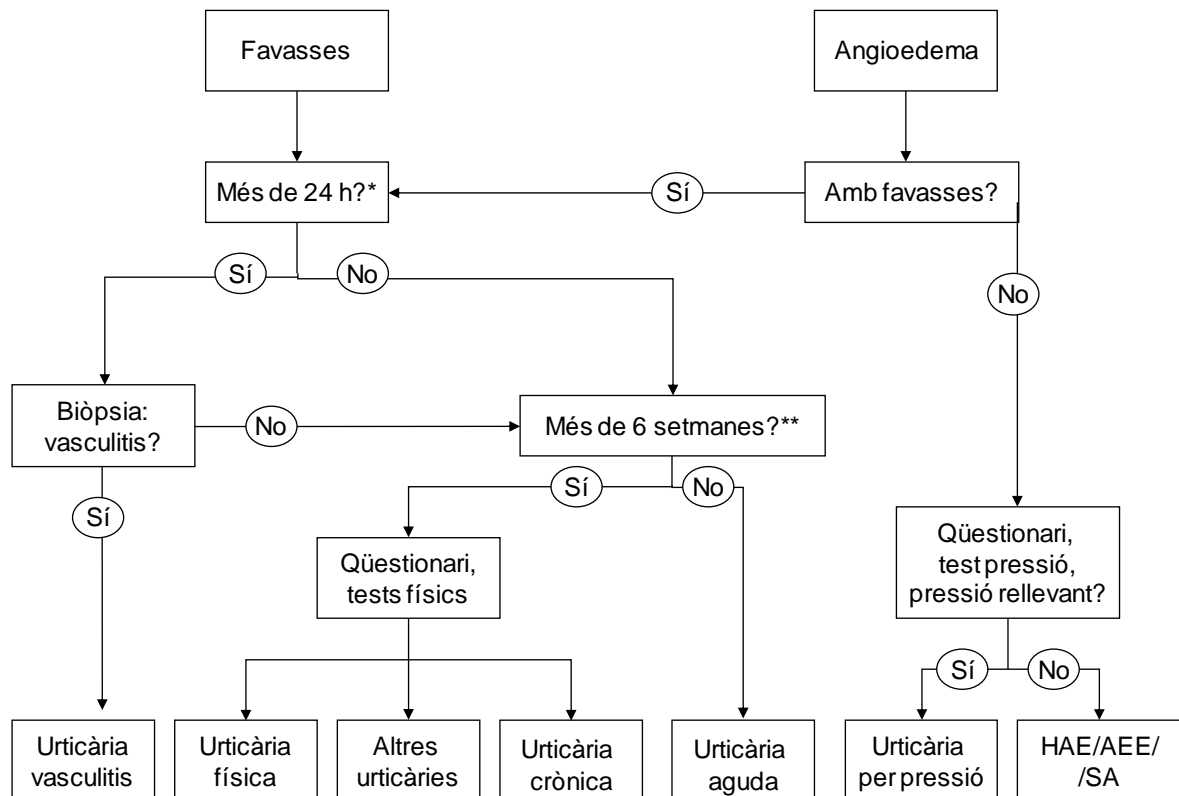 Favasses
Angioedema
Més de 24 h?*
Sí
Amb favasses?
Sí
No
No
Biòpsia:
vasculitis?
No
Més de 6 setmanes?**
Sí
Sí
No
Qüestionari,
tests físics
Qüestionari,
test pressió,
pressió rellevant?
Sí
No
Urticària
vasculitis
Urticària
física
Altres
urticàries
Urticària
crònica
Urticària
aguda
Urticària
per pressió
HAE/AEE/
/SA